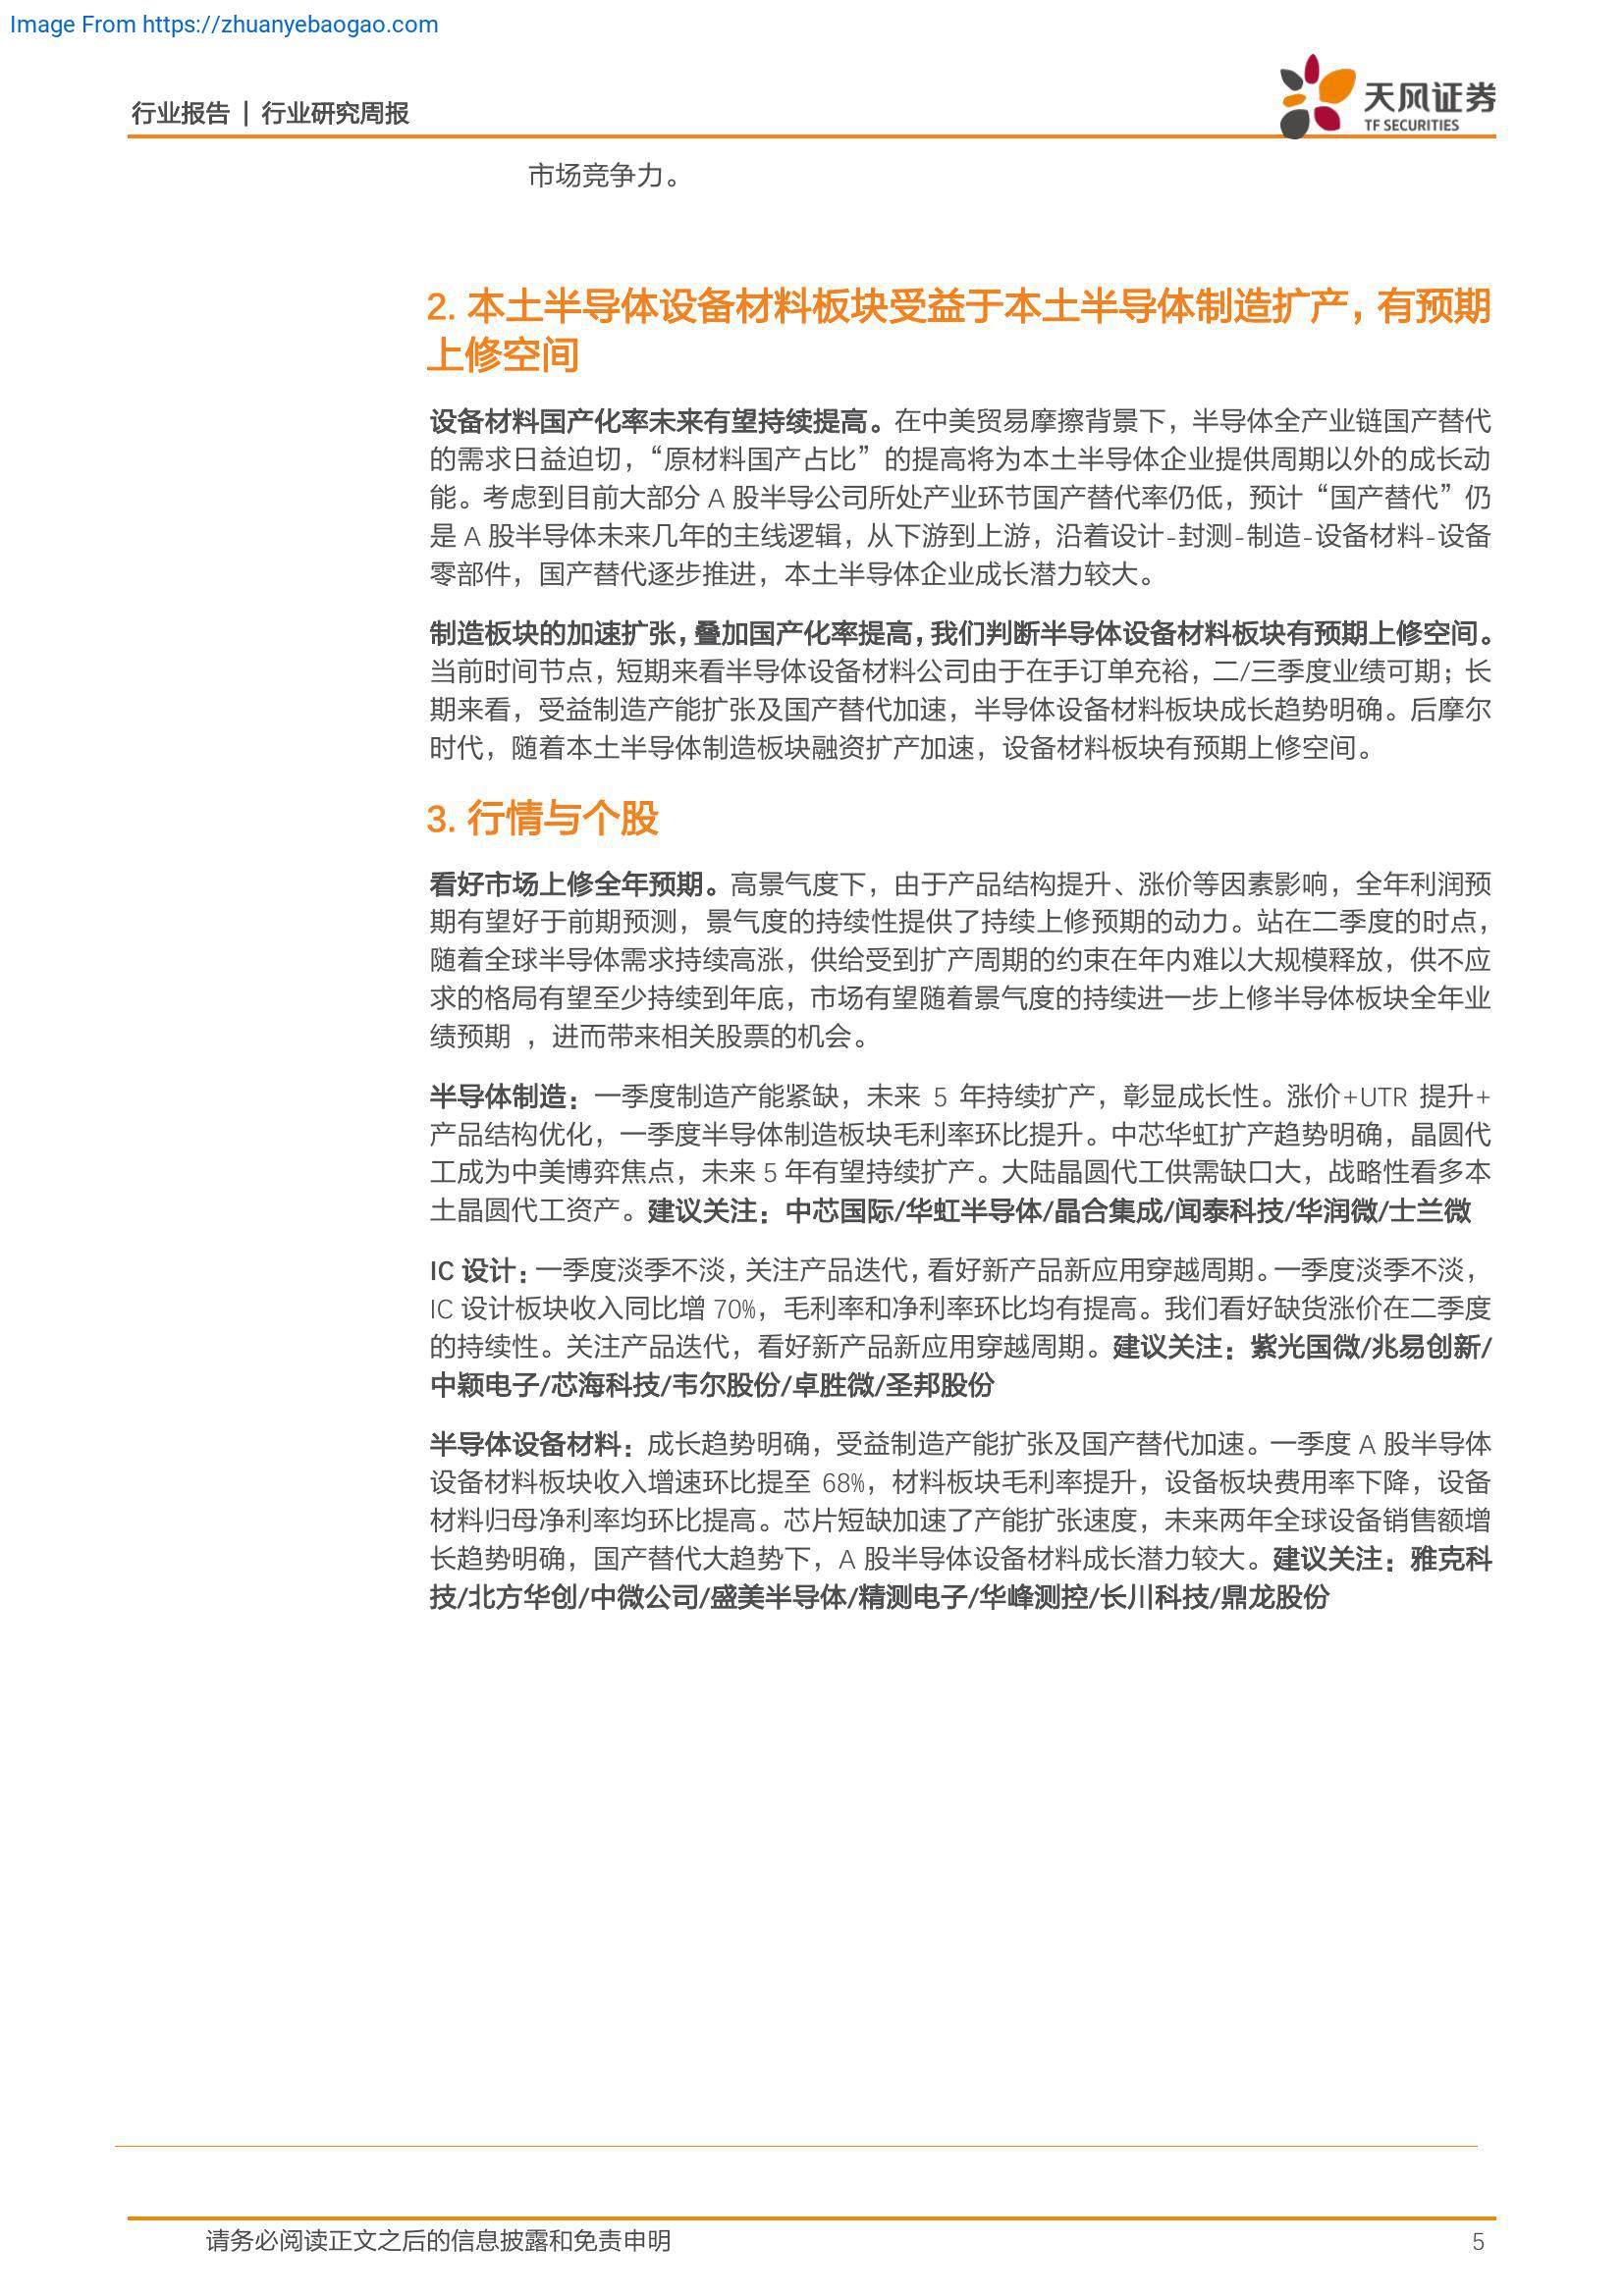 Image From https://zhuanyebaogao.com
行业报告 | 行业研究周报
天风证券
TF SECURITIES
市场竞争力。
2. 本土半导体设备材料板块受益于本土半导体制造扩产，有预期
上修空间
设备材料国产化率未来有望持续提高。在中美贸易摩擦背景下，半导体全产业链国产替代
的需求日益迫切，“原材料国产占比”的提高将为本土半导体企业提供周期以外的成长动
能。考虑到目前大部分 A 股半导公司所处产业环节国产替代率仍低，预计“国产替代”仍
是 A 股半导体未来几年的主线逻辑，从下游到上游，沿着设计-封测-制造-设备材料-设备
零部件，国产替代逐步推进，本土半导体企业成长潜力较大。
制造板块的加速扩张，叠加国产化率提高，我们判断半导体设备材料板块有预期上修空间。
当前时间节点，短期来看半导体设备材料公司由于在手订单充裕，二/三季度业绩可期；长
期来看，受益制造产能扩张及国产替代加速，半导体设备材料板块成长趋势明确。后摩尔
时代，随着本土半导体制造板块融资扩产加速，设备材料板块有预期上修空间。
3. 行情与个股
看好市场上修全年预期。高景气度下，由于产品结构提升、涨价等因素影响，全年利润预
期有望好于前期预测，景气度的持续性提供了持续上修预期的动力。站在二季度的时点，
随着全球半导体需求持续高涨，供给受到扩产周期的约束在年内难以大规模释放，供不应
求的格局有望至少持续到年底，市场有望随着景气度的持续进一步上修半导体板块全年业
绩预期 ，进而带来相关股票的机会。
半导体制造：一季度制造产能紧缺，未来 5 年持续扩产，彰显成长性。涨价+UTR 提升+
产品结构优化，一季度半导体制造板块毛利率环比提升。中芯华虹扩产趋势明确，晶圆代
工成为中美博弈焦点，未来 5 年有望持续扩产。大陆晶圆代工供需缺口大，战略性看多本
土晶圆代工资产。建议关注：中芯国际/华虹半导体/晶合集成/闻泰科技/华润微/士兰微
IC 设计：一季度淡季不淡，关注产品迭代，看好新产品新应用穿越周期。一季度淡季不淡，
IC 设计板块收入同比增 70%，毛利率和净利率环比均有提高。我们看好缺货涨价在二季度
的持续性。关注产品迭代，看好新产品新应用穿越周期。建议关注：紫光国微/兆易创新/
中颖电子/芯海科技/韦尔股份/卓胜微/圣邦股份
半导体设备材料：成长趋势明确，受益制造产能扩张及国产替代加速。一季度 A 股半导体
设备材料板块收入增速环比提至 68%，材料板块毛利率提升，设备板块费用率下降，设备
材料归母净利率均环比提高。芯片短缺加速了产能扩张速度，未来两年全球设备销售额增
长趋势明确，国产替代大趋势下，A 股半导体设备材料成长潜力较大。建议关注：雅克科
技/北方华创/中微公司/盛美半导体/精测电子/华峰测控/长川科技/鼎龙股份
请务必阅读正文之后的信息披露和免责申明
5